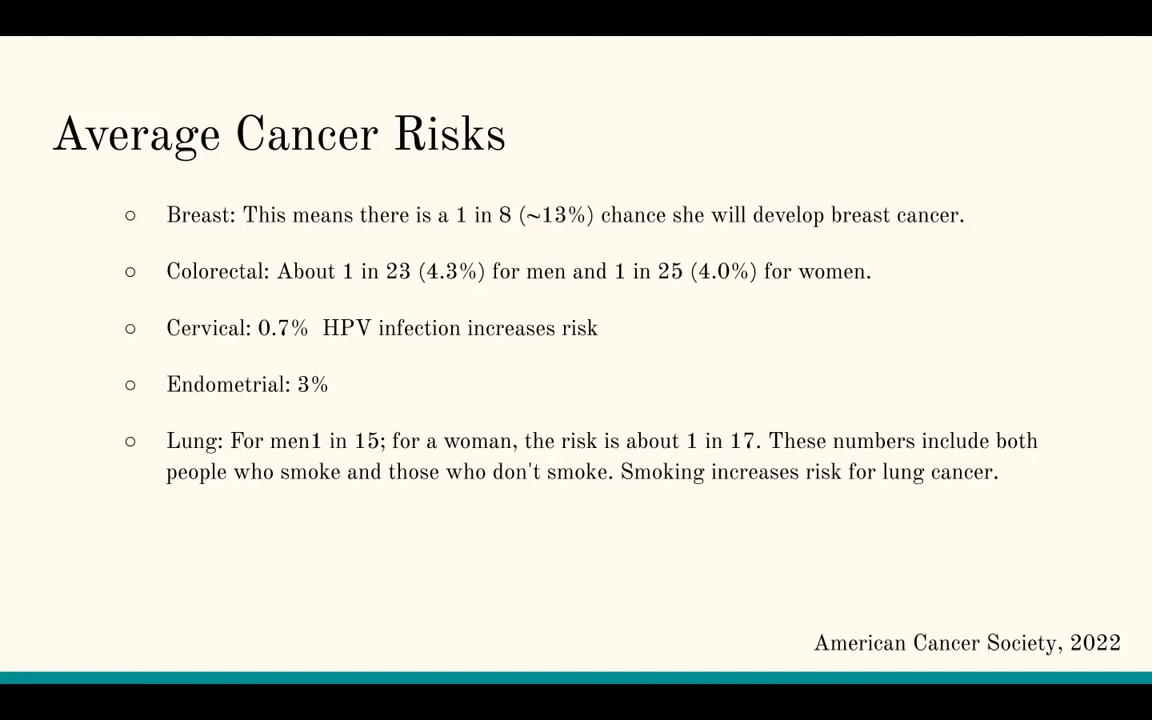 Average Cancer Risks
○ Breast: This means there is a 1 in 8 (~13%) chance she will develop breast cancer.
○ Colorectal: About 1 in 23 (4.3%) for men and 1 in 25 (4.0%) for women.
○ Cervical: 0.7%  HPV infection increases risk
○ Endometrial: 3%
○ Lung: For men1 in 15; for a woman, the risk is about 1 in 17. These numbers include both
people who smoke and those who don't smoke. Smoking increases risk for lung cancer.
American Cancer Society, 2022